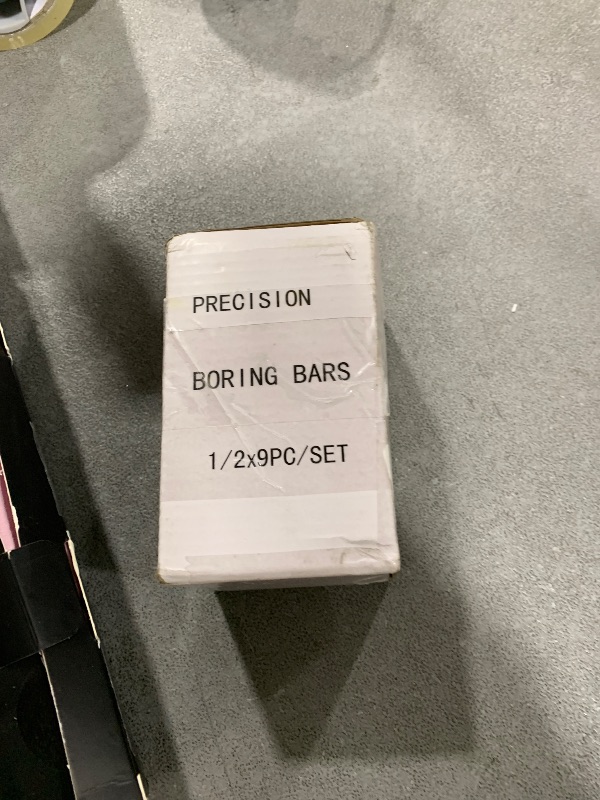 PRECISION
BORING BARS
1/2x9PC/SET